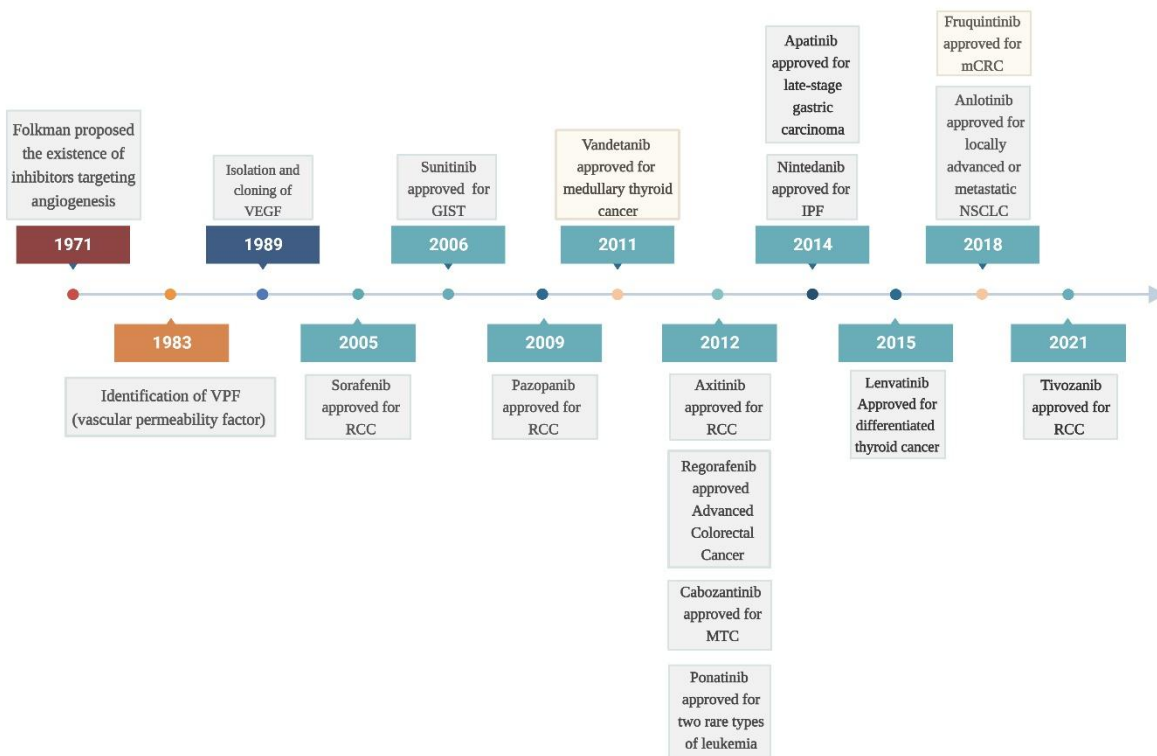 Folkman proposed
the existence of
inhibitors targeting
angiogenesis
1971
1983
Identification of VPF
(vascular permeability factor)
Isolation and
cloning of
VEGF
1989
2005
Sorafenib
approved for
RCC
Sunitinib
approved for
GIST
2006
2009
Pazopanib
approved for
RCC
Vandetanib
approved for
medullary thyroid
cancer
2011
2012
Axitinib
approved for
RCC
Regorafenib
approved
Advanced
Colorectal
Cancer
Cabozantinib
approved for
MTC
Ponatinib
approved for
two rare types
of leukemia
Apatinib
approved for
late-stage
gastric
carcinoma
Nintedanib
approved for
IPF
2014
2015
Lenvatinib
Approved for
differentiated
thyroid cancer
Fruquintinib
approved for
mCRC
Anlotinib
approved for
locally
advanced or
metastatic
NSCLC
2018
2021
Tivozanib
approved for
RCC